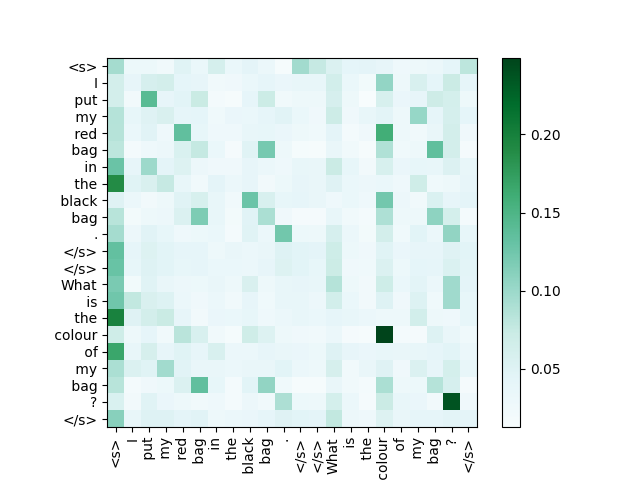 <s>
I
put
my
red
bag
in
the
black
bag
.
</s>
</s>
What
is
the
colour
of
my
bag
?
</s>
<s>
I
put
my
red
bag
in
the
black
bag
.
</s>
</s>
What
is
the
colour
of
my
bag
?
</s>
0.20
0.15
0.10
0.05